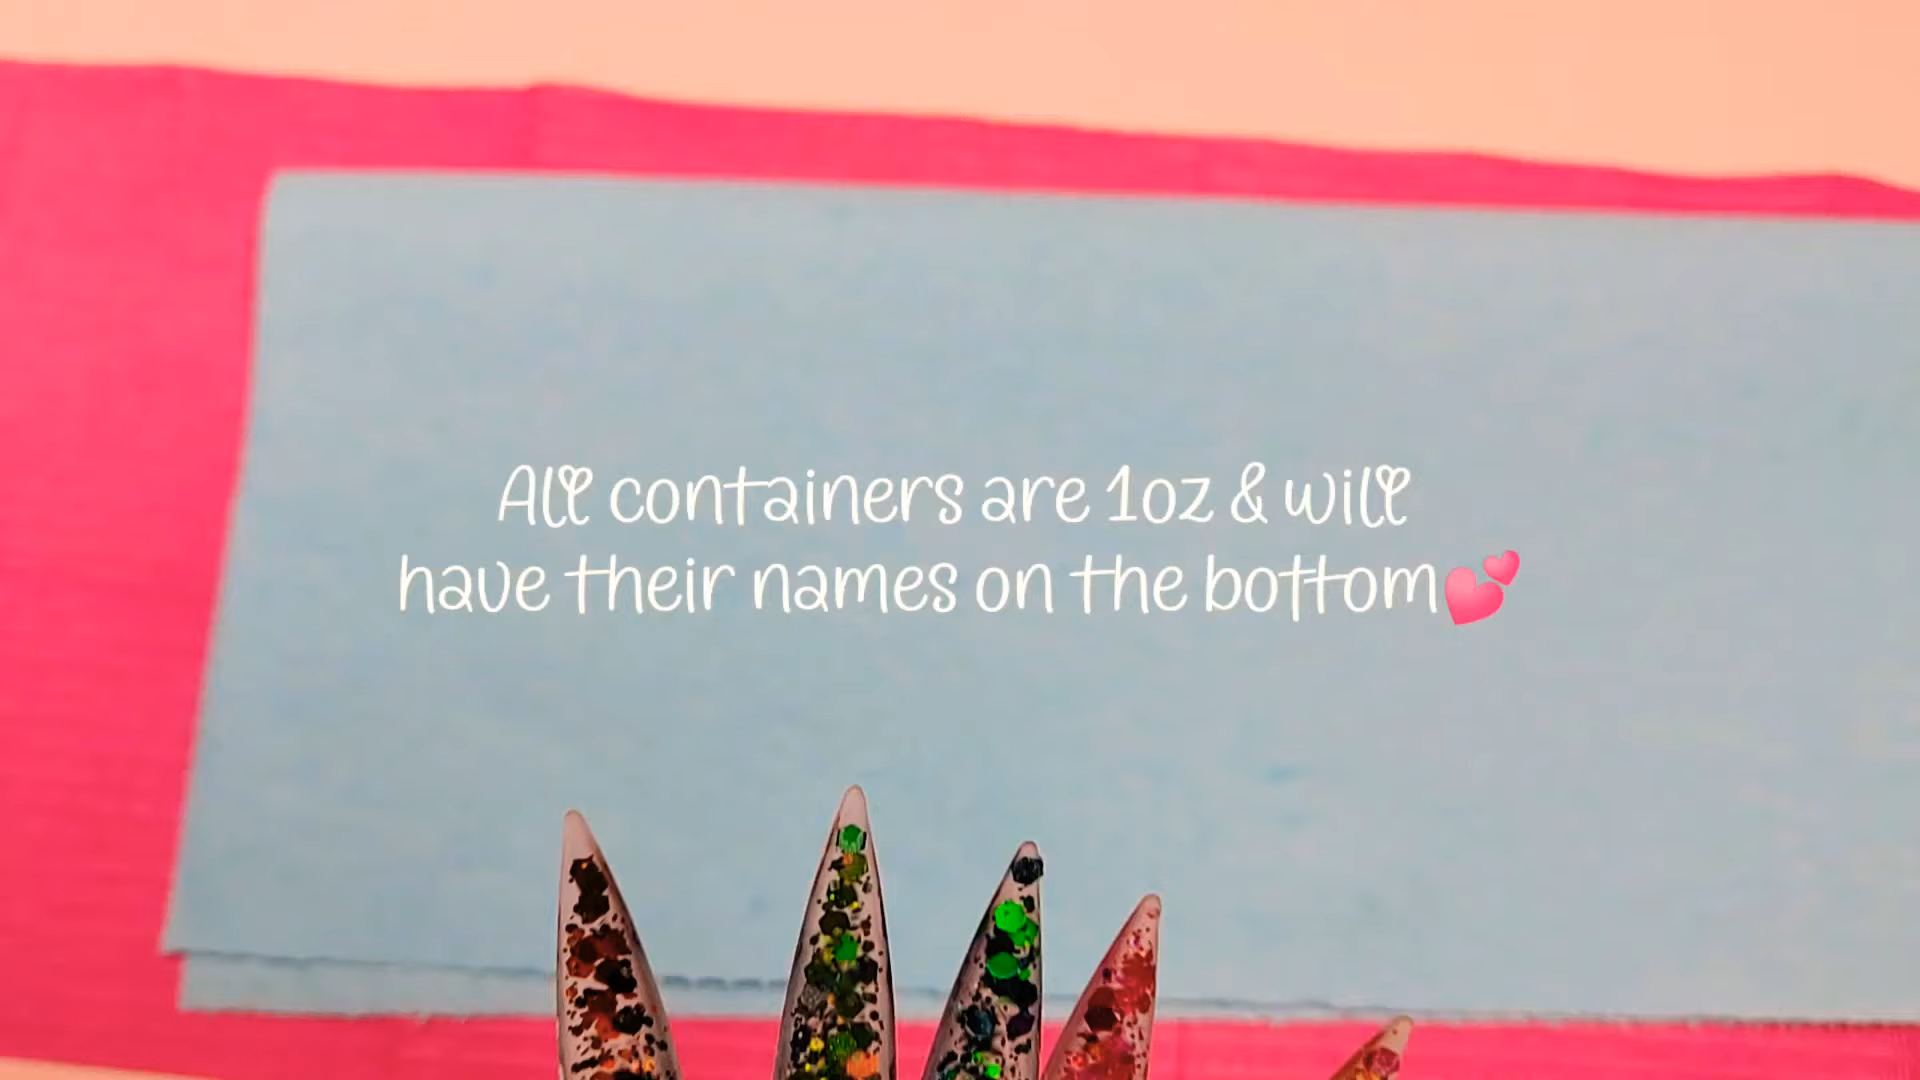 All containers are 1oz & will
have their names on the bottom💕